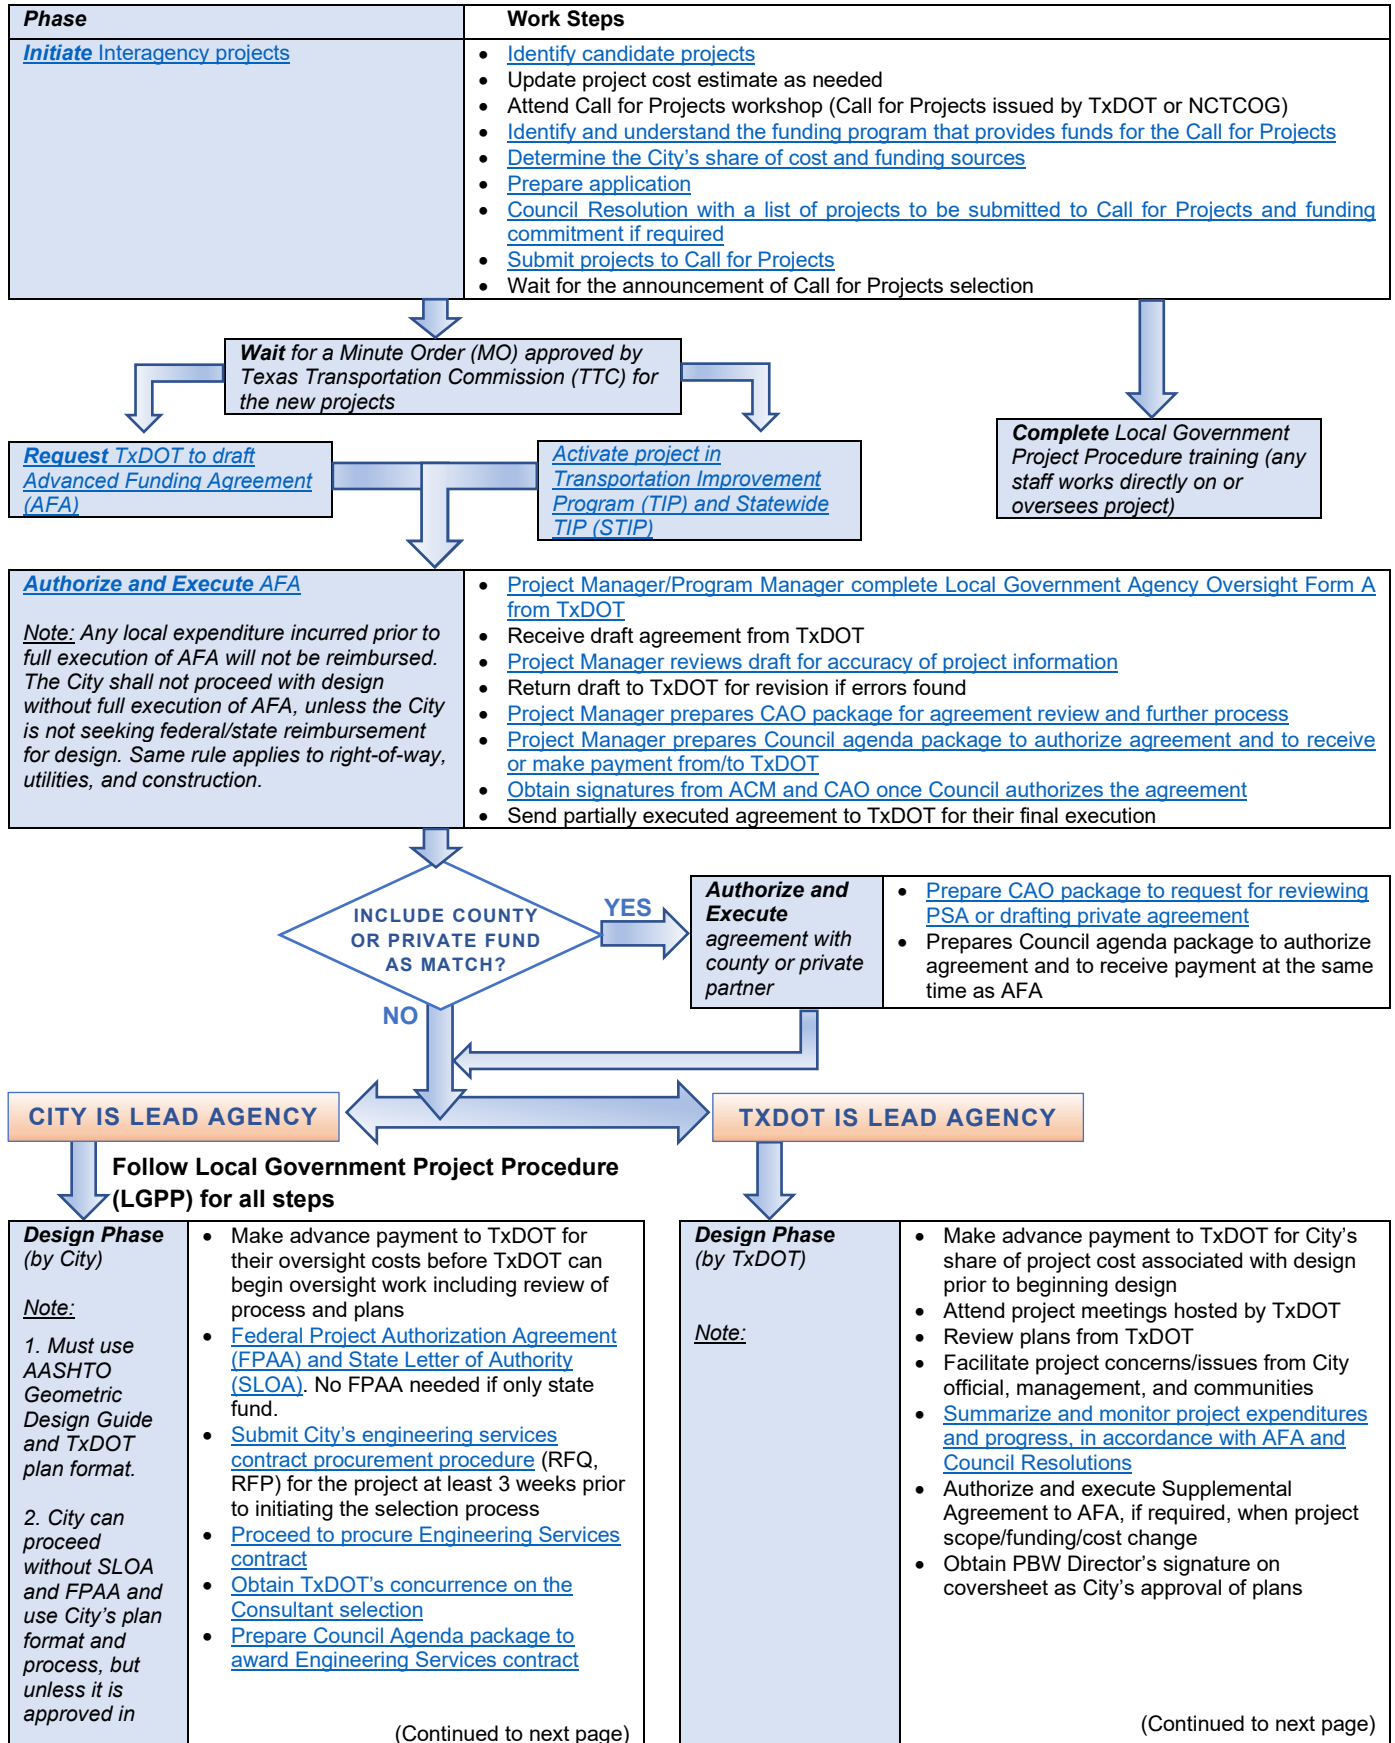 Phase
Work Steps
Initiate Interagency projects
• Identify candidate projects
• Update project cost estimate as needed
• Attend Call for Projects workshop (Call for Projects issued by TxDOT or NCTCOG)
• Identify and understand the funding program that provides funds for the Call for Projects
• Determine the City's share of cost and funding sources
• Prepare application
• Council Resolution with a list of projects to be submitted to Call for Projects and funding
commitment if required
• Submit projects to Call for Projects
• Wait for the announcement of Call for Projects selection
Wait for a Minute Order (MO) approved by
Texas Transportation Commission (TTC) for
the new projects
Request TxDOT to draft
Advanced Funding Agreement
(AFA)
Activate project in
Transportation Improvement
Program (TIP) and Statewide
TIP (STIP)
Complete Local Government
Project Procedure training (any
staff works directly on or
oversees project)
Authorize and Execute AFA
Note: Any local expenditure incurred prior to
full execution of AFA will not be reimbursed.
The City shall not proceed with design
without full execution of AFA, unless the City
is not seeking federal/state reimbursement
for design. Same rule applies to right-of-way,
utilities, and construction.
• Project Manager/Program Manager complete Local Government Agency Oversight Form A
from TxDOT
• Receive draft agreement from TxDOT
• Project Manager reviews draft for accuracy of project information
• Return draft to TxDOT for revision if errors found
• Project Manager prepares CAO package for agreement review and further process
• Project Manager prepares Council agenda package to authorize agreement and to receive
or make payment from/to TxDOT
• Obtain signatures from ACM and CAO once Council authorizes the agreement
• Send partially executed agreement to TxDOT for their final execution
INCLUDE COUNTY
OR PRIVATE FUND
AS MATCH?
YES
NO
Authorize and
Execute
agreement with
county or private
partner
• Prepare CAO package to request for reviewing
PSA or drafting private agreement
• Prepares Council agenda package to authorize
agreement and to receive payment at the same
time as AFA
CITY IS LEAD AGENCY
TXDOT IS LEAD AGENCY
Follow Local Government Project Procedure
(LGPP) for all steps
Design Phase
(by City)
Note:
1. Must use
AASHTO
Geometric
Design Guide
and TxDOT
plan format.
2. City can
proceed
without SLOA
and FPAA and
use City's plan
format and
process, but
unless it is
approved in
• Make advance payment to TxDOT for
their oversight costs before TxDOT can
begin oversight work including review of
process and plans
• Federal Project Authorization Agreement
(FPAA) and State Letter of Authority
(SLOA). No FPAA needed if only state
fund.
• Submit City's engineering services
contract procurement procedure (RFQ,
RFP) for the project at least 3 weeks prior
to initiating the selection process
• Proceed to procure Engineering Services
contract
• Obtain TxDOT's concurrence on the
Consultant selection
• Prepare Council Agenda package to
award Engineering Services contract
(Continued to next page)
Design Phase
(by TxDOT)
Note:
• Make advance payment to TxDOT for City's
share of project cost associated with design
prior to beginning design
• Attend project meetings hosted by TxDOT
• Review plans from TxDOT
• Facilitate project concerns/issues from City
official, management, and communities
• Summarize and monitor project expenditures
and progress, in accordance with AFA and
Council Resolutions
• Authorize and execute Supplemental
Agreement to AFA, if required, when project
scope/funding/cost change
• Obtain PBW Director's signature on
coversheet as City's approval of plans
(Continued to next page)